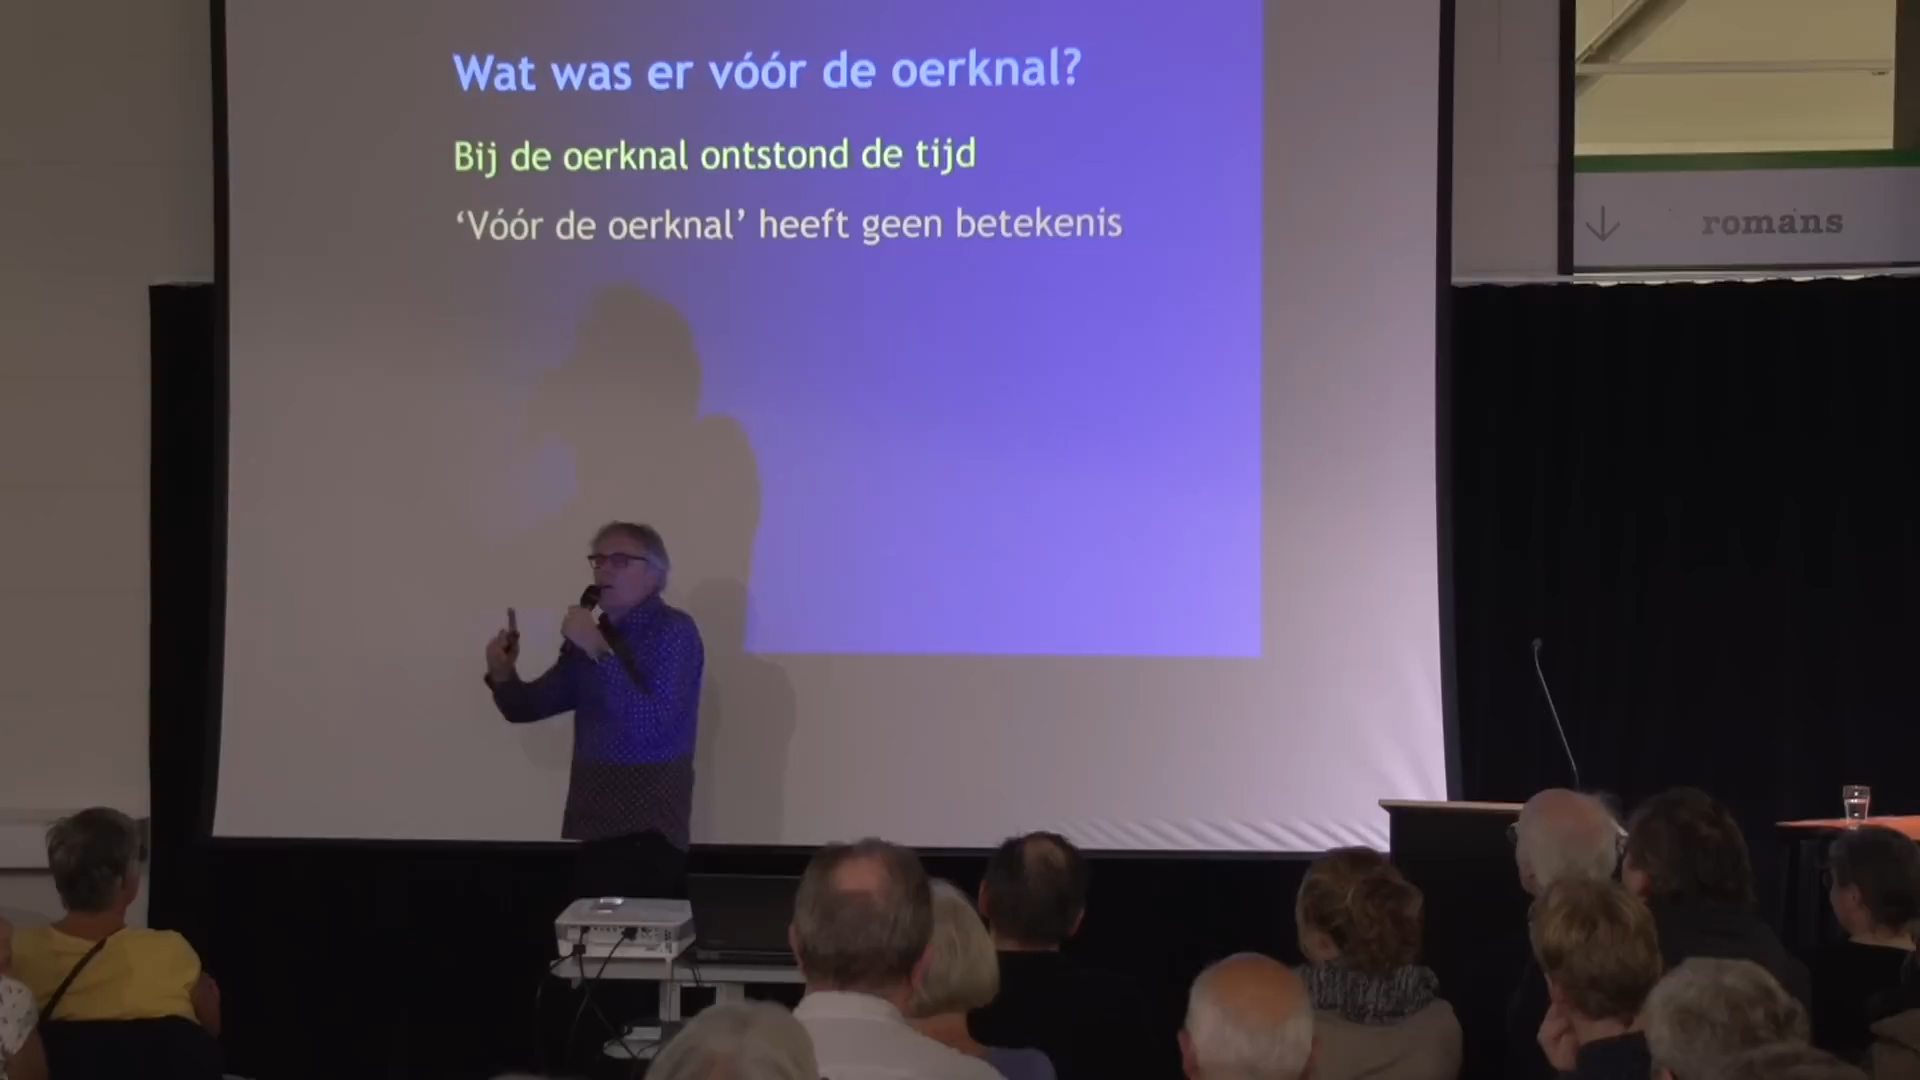 Wat was er vóór de oerknal?
Bij de oerknal ontstond de tijd
‘Vóór de oerknal’ heeft geen betekenis
romans